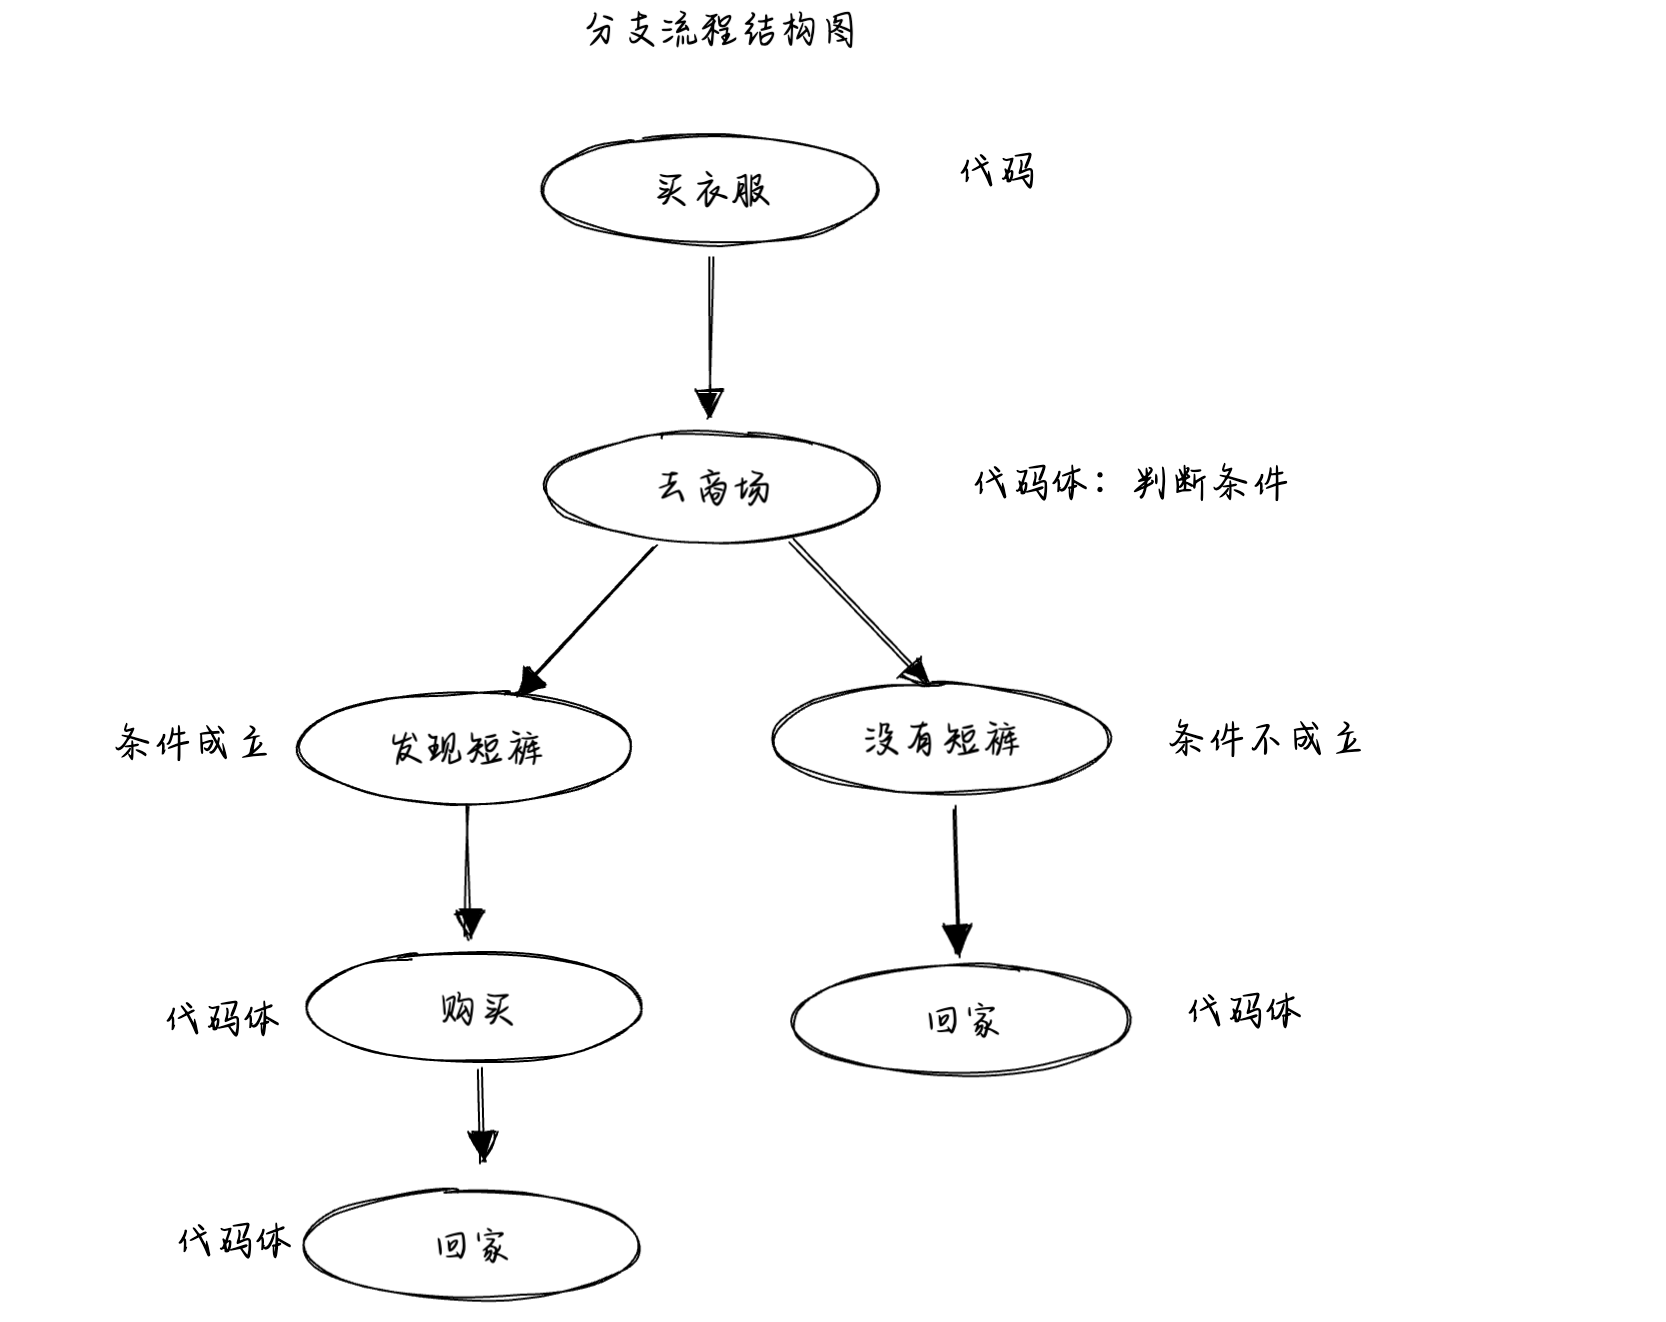 分支流程结构图
买衣服
代码
去商场
代码体：判断条件
条件成立
发现短裤
没有短裤
条件不成立
代码体
购买
回家
代码体
代码体
回家